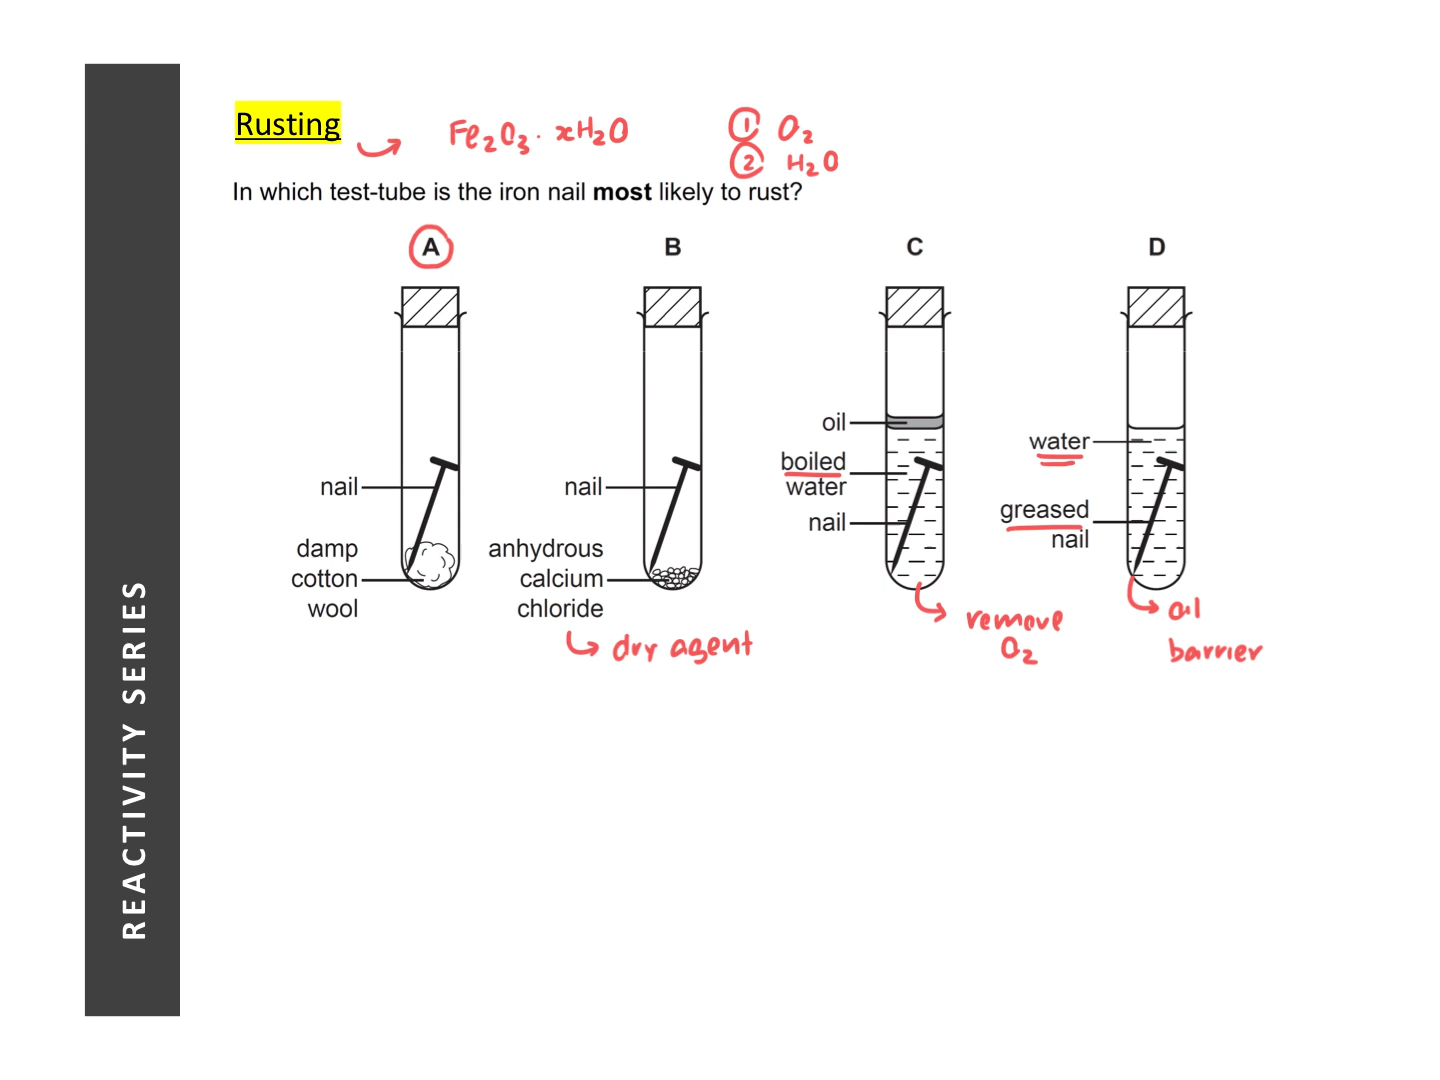 REACTIVITY SERIES
Rusting
Fe2O3 · xH2O
1 O2
2 H2O
In which test-tube is the iron nail most likely to rust?
A
B
C
D
nail
damp
cotton
wool
nail
anhydrous
calcium
chloride
dry agent
oil
boiled
water
nail
remove
O2
water
greased
nail
oil
barrier